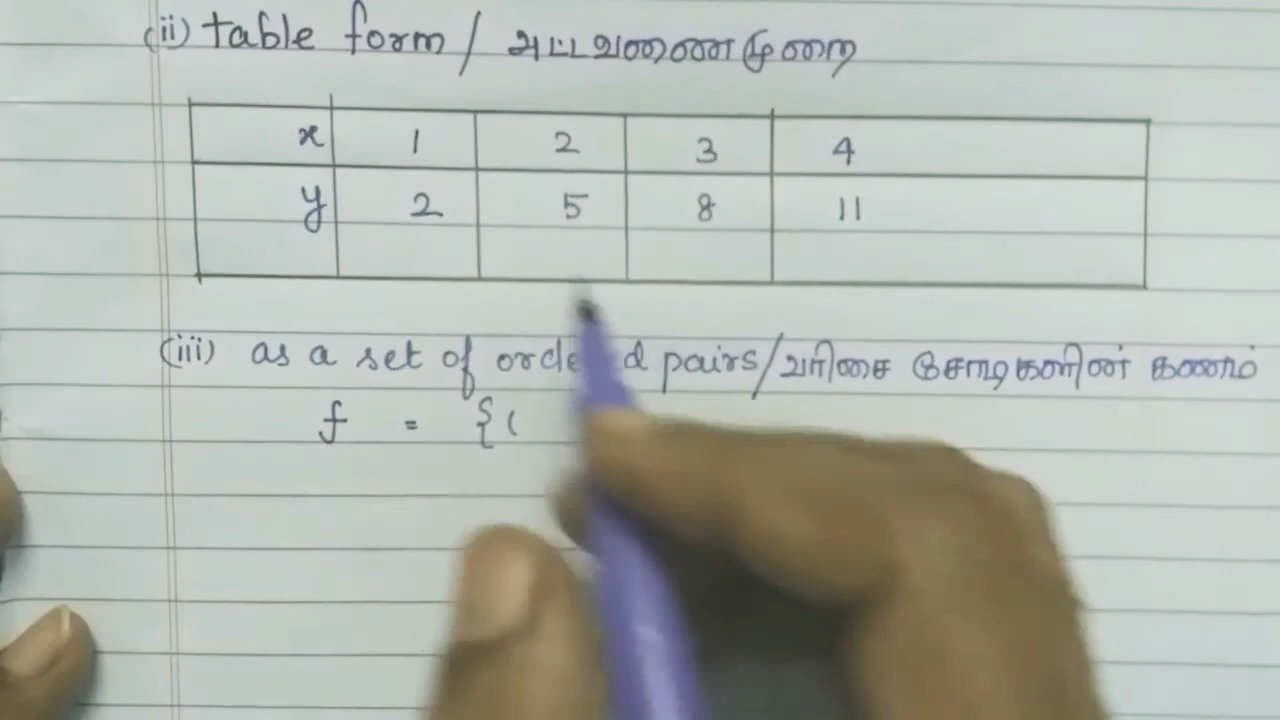 (ii) table form / அட்டவணைமுறை
x 1 2 3 4
y 2 5 8 11
(iii) as a set of pairs/வரிசை சோடிகளின் கணம்
f = {(